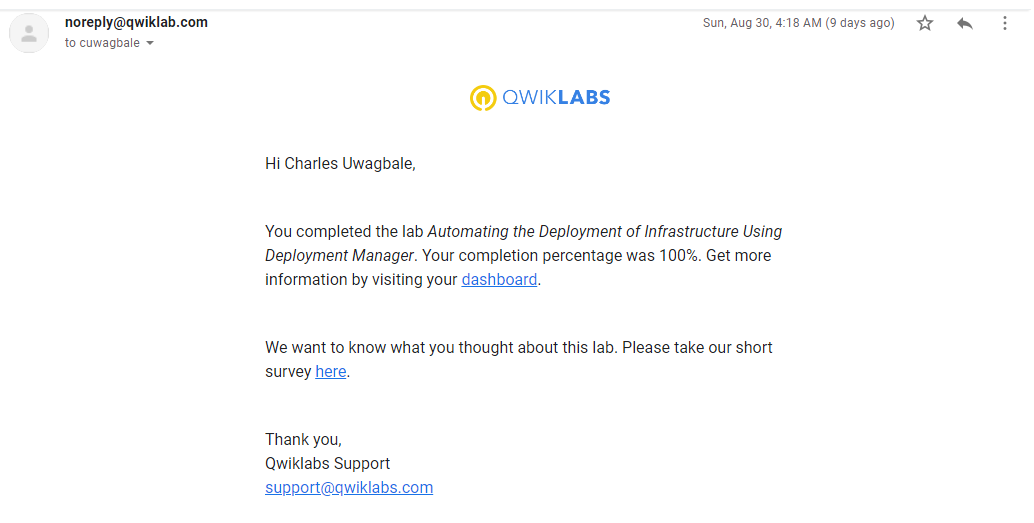 noreply@qwiklab.com
Sun, Aug 30, 4:18 AM (9 days ago)
to cuwagbale
QWIKLABS
Hi Charles Uwagbale,
You completed the lab Automating the Deployment of Infrastructure Using
Deployment Manager. Your completion percentage was 100%. Get more
information by visiting your dashboard.
We want to know what you thought about this lab. Please take our short
survey here.
Thank you,
Qwiklabs Support
support@qwiklabs.com